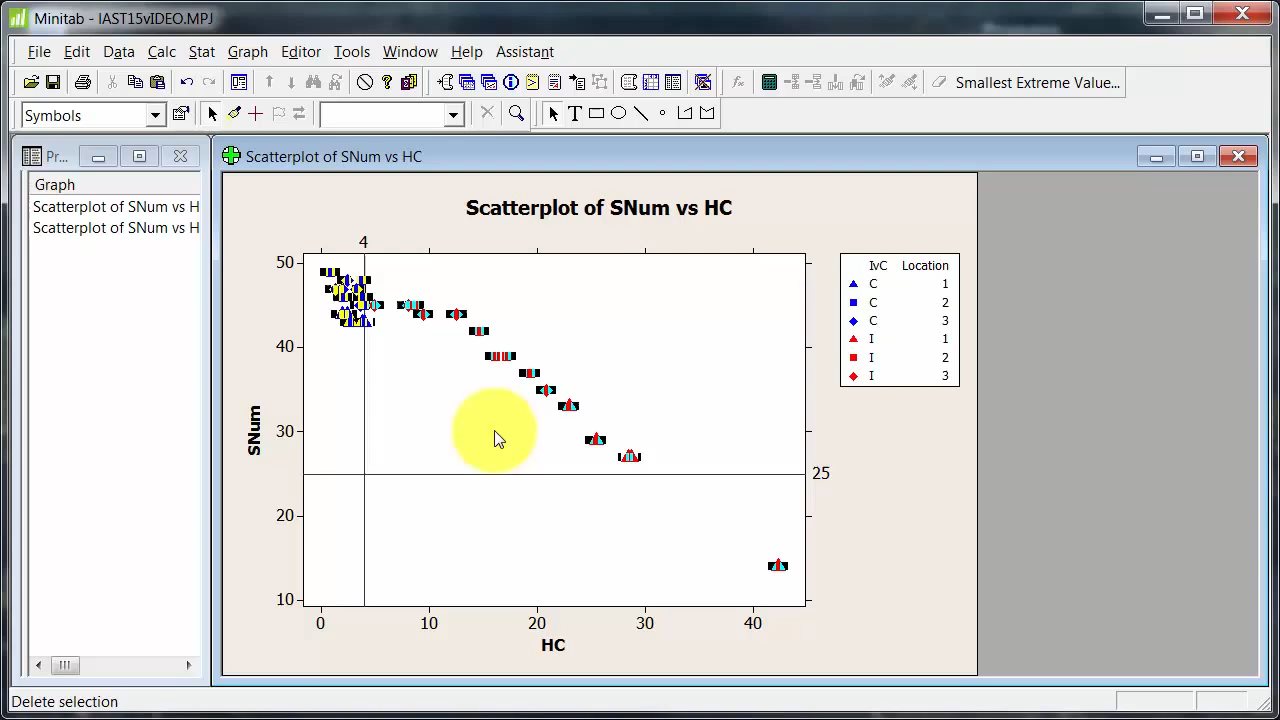 Minitab - IAST15vIDEO.MPJ
File Edit Data Calc Stat Graph Editor Tools Window Help Assistant
Smallest Extreme Value...
Symbols
Pr...
Scatterplot of SNum vs HC
Graph
Scatterplot of SNum vs H
Scatterplot of SNum vs H
Scatterplot of SNum vs HC
4
50
40
30
20
10
SNum
25
0 10 20 30 40
HC
IvC Location
C 1
C 2
C 3
I 1
I 2
I 3
Delete selection